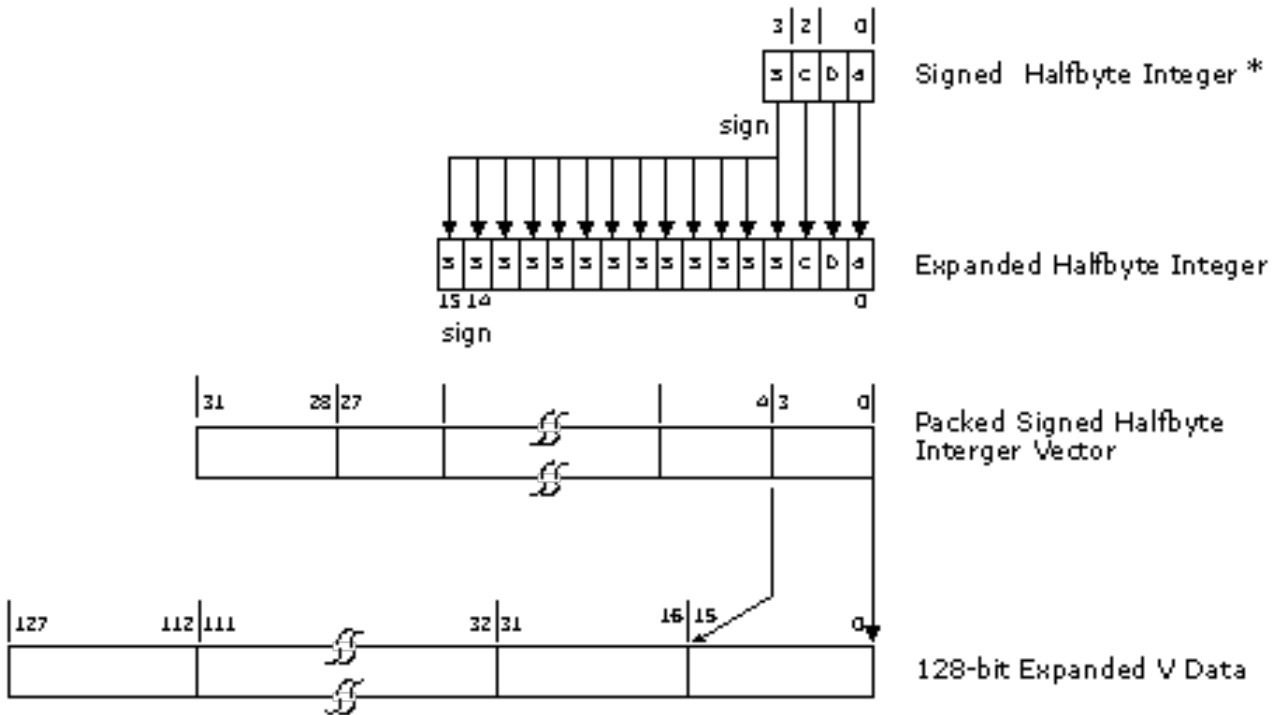 3 2 0
s c b a
Signed Halfbyte Integer *
sign
s s s s s s s s s s s s s c b a
Expanded Halfbyte Integer
15 14 0
sign
31 28 27 4 3 0
Packed Signed Halfbyte
Interger Vector
127 112 111 32 31 16 15 0
128-bit Expanded V Data